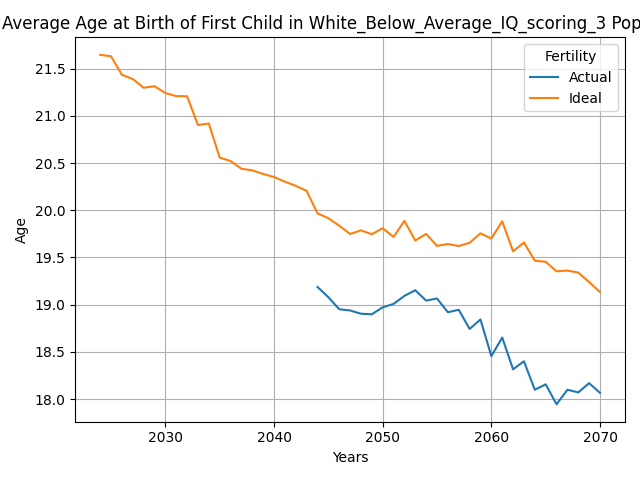 Average Age at Birth of First Child in White_Below_Average_IQ_scoring_3 Pop
Fertility
Actual
Ideal
21.5
21.0
20.5
20.0
19.5
19.0
18.5
18.0
Age
2030 2040 2050 2060 2070
Years